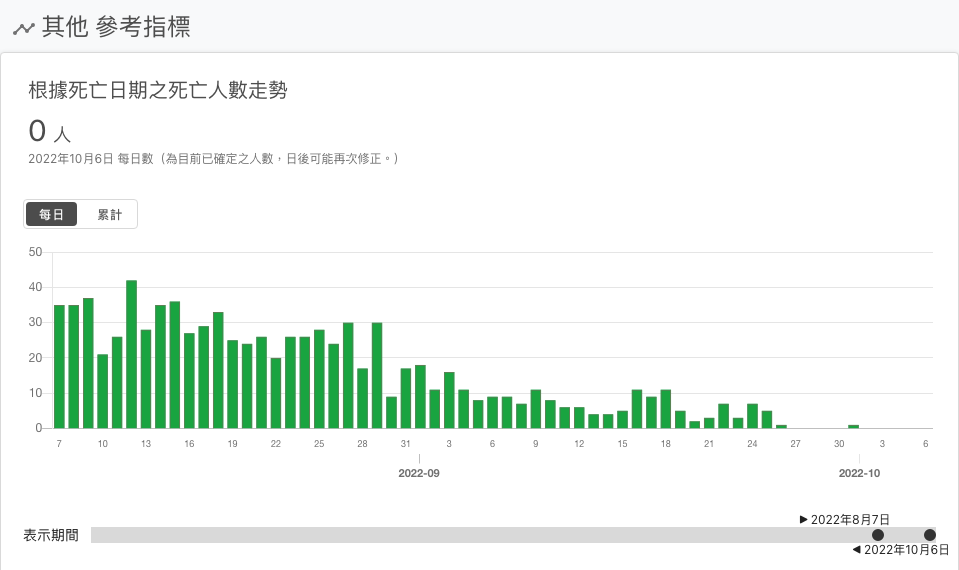 其他 參考指標
根據死亡日期之死亡人數走勢
0 人
2022年10月6日 每日數（為目前已確定之人數，日後可能再次修正。）
每日 累計
50
40
30
20
10
0
7 10 13 16 19 22 25 28 31 3 6 9 12 15 18 21 24 27 30 3 6
2022-09 2022-10
▶ 2022年8月7日
表示期間
◀ 2022年10月6日